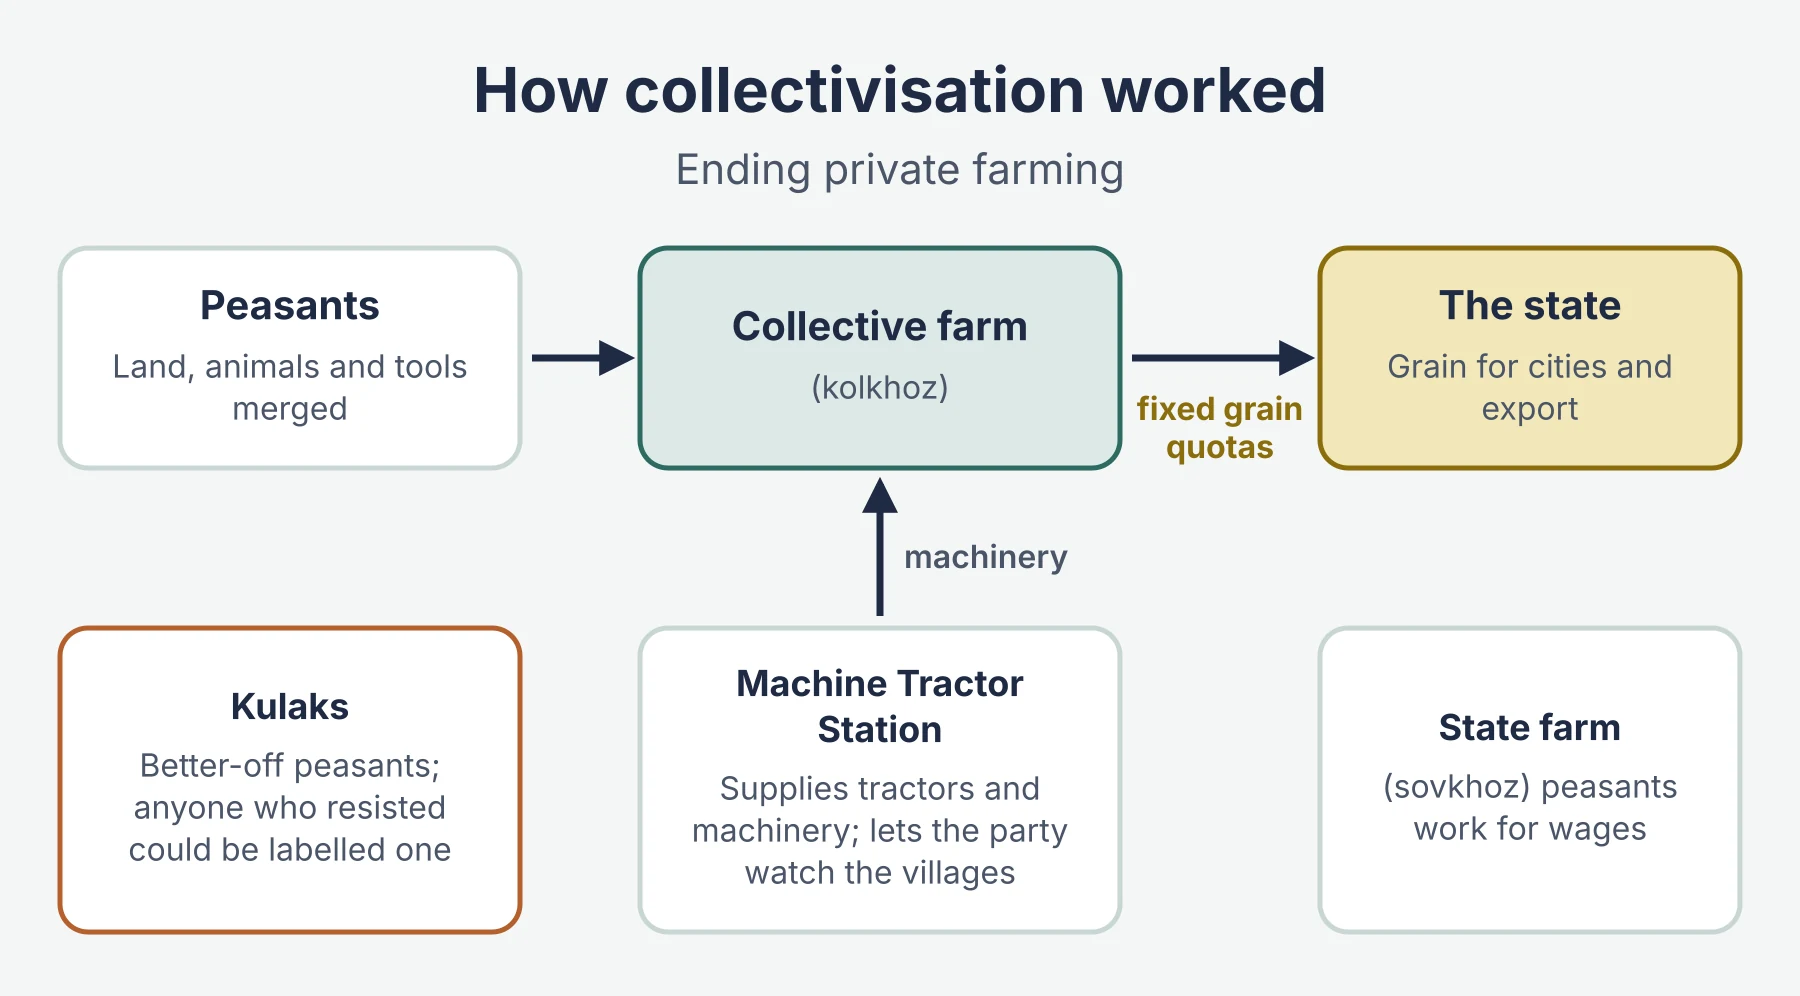 How collectivisation worked
Ending private farming
Peasants
Land, animals and tools
merged
Collective farm
(kolkhoz)
fixed grain
quotas
The state
Grain for cities and
export
machinery
Kulaks
Better-off peasants;
anyone who resisted
could be labelled one
Machine Tractor
Station
Supplies tractors and
machinery; lets the party
watch the villages
State farm
(sovkhoz) peasants
work for wages